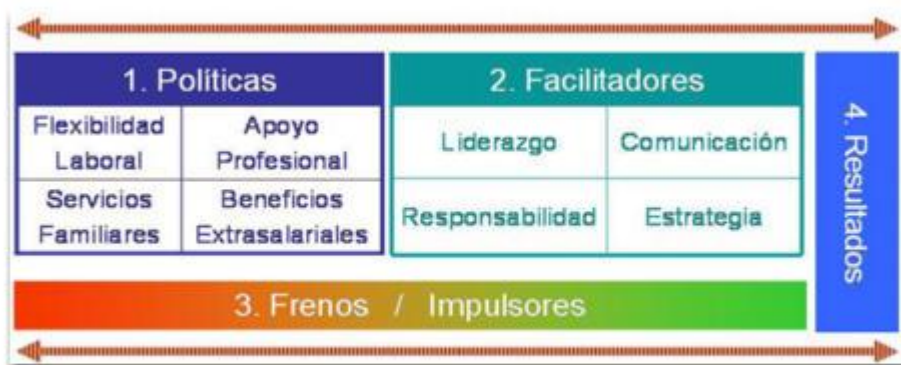 1. Políticas
Flexibilidad
Laboral
Apoyo
Profesional
Servicios
Familiares
Beneficios
Extrasalariales
2. Facilitadores
Liderazgo
Comunicación
Responsabilidad
Estrategia
3. Frenos / Impulsores
4. Resultados